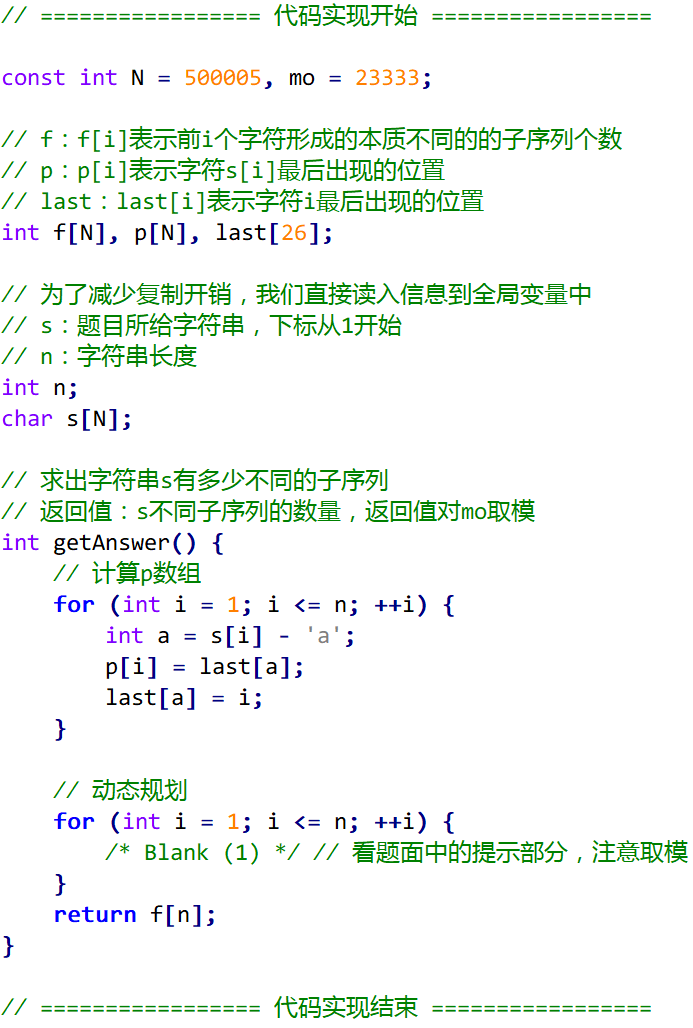 // ================= 代码实现开始 =================
const int N = 500005, mo = 23333;
// f：f[i]表示前i个字符形成的本质不同的的子序列个数
// p：p[i]表示字符s[i]最后出现的位置
// last：last[i]表示字符i最后出现的位置
int f[N], p[N], last[26];
// 为了减少复制开销，我们直接读入信息到全局变量中
// s：题目所给字符串，下标从1开始
// n：字符串长度
int n;
char s[N];
// 求出字符串s有多少不同的子序列
// 返回值：s不同子序列的数量，返回值对mo取模
int getAnswer() {
    // 计算p数组
    for (int i = 1; i <= n; ++i) {
        int a = s[i] - 'a';
        p[i] = last[a];
        last[a] = i;
    }
    // 动态规划
    for (int i = 1; i <= n; ++i) {
        /* Blank (1) */ // 看题面中的提示部分，注意取模
    }
    return f[n];
}
// ================= 代码实现结束 =================